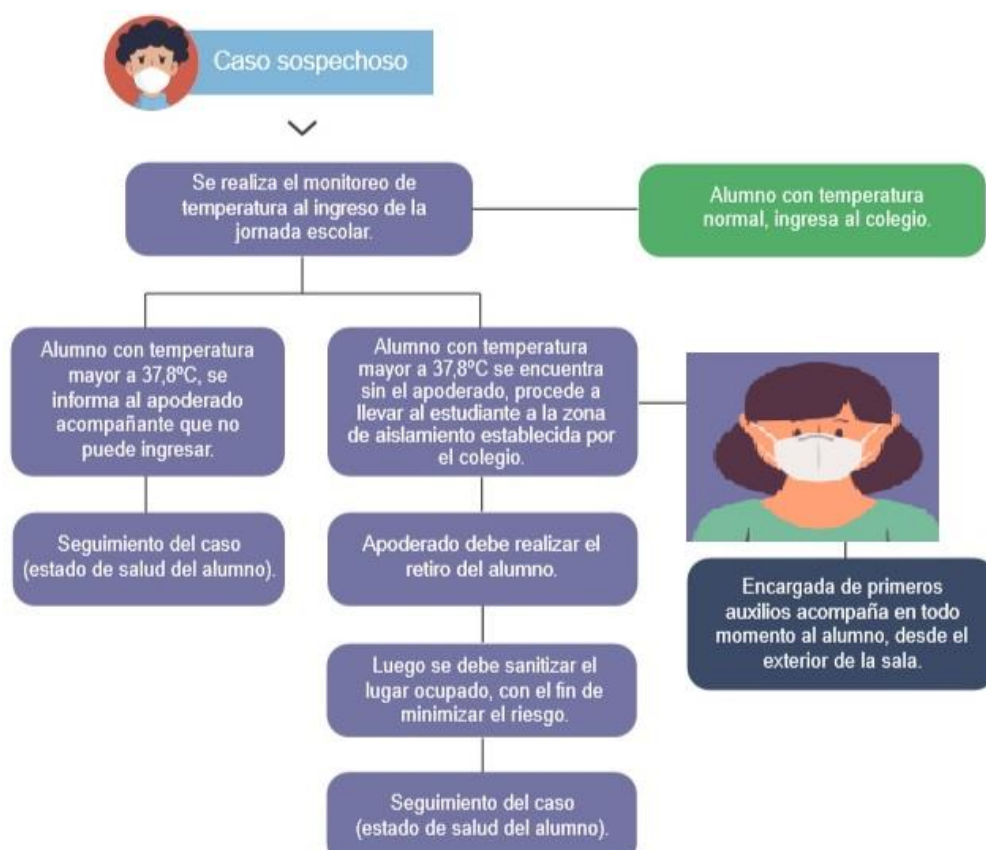 Caso sospechoso
Se realiza el monitoreo de
temperatura al ingreso de la
jornada escolar.
Alumno con temperatura
normal, ingresa al colegio.
Alumno con temperatura
mayor a 37,8ºC, se
informa al apoderado
acompañante que no
puede ingresar.
Alumno con temperatura
mayor a 37,8ºC se encuentra
sin el apoderado, procede a
llevar al estudiante a la zona
de aislamiento establecida por
el colegio.
Seguimiento del caso
(estado de salud del alumno).
Apoderado debe realizar el
retiro del alumno.
Encargada de primeros
auxilios acompaña en todo
momento al alumno, desde el
exterior de la sala.
Luego se debe sanitizar el
lugar ocupado, con el fin de
minimizar el riesgo.
Seguimiento del caso
(estado de salud del alumno).